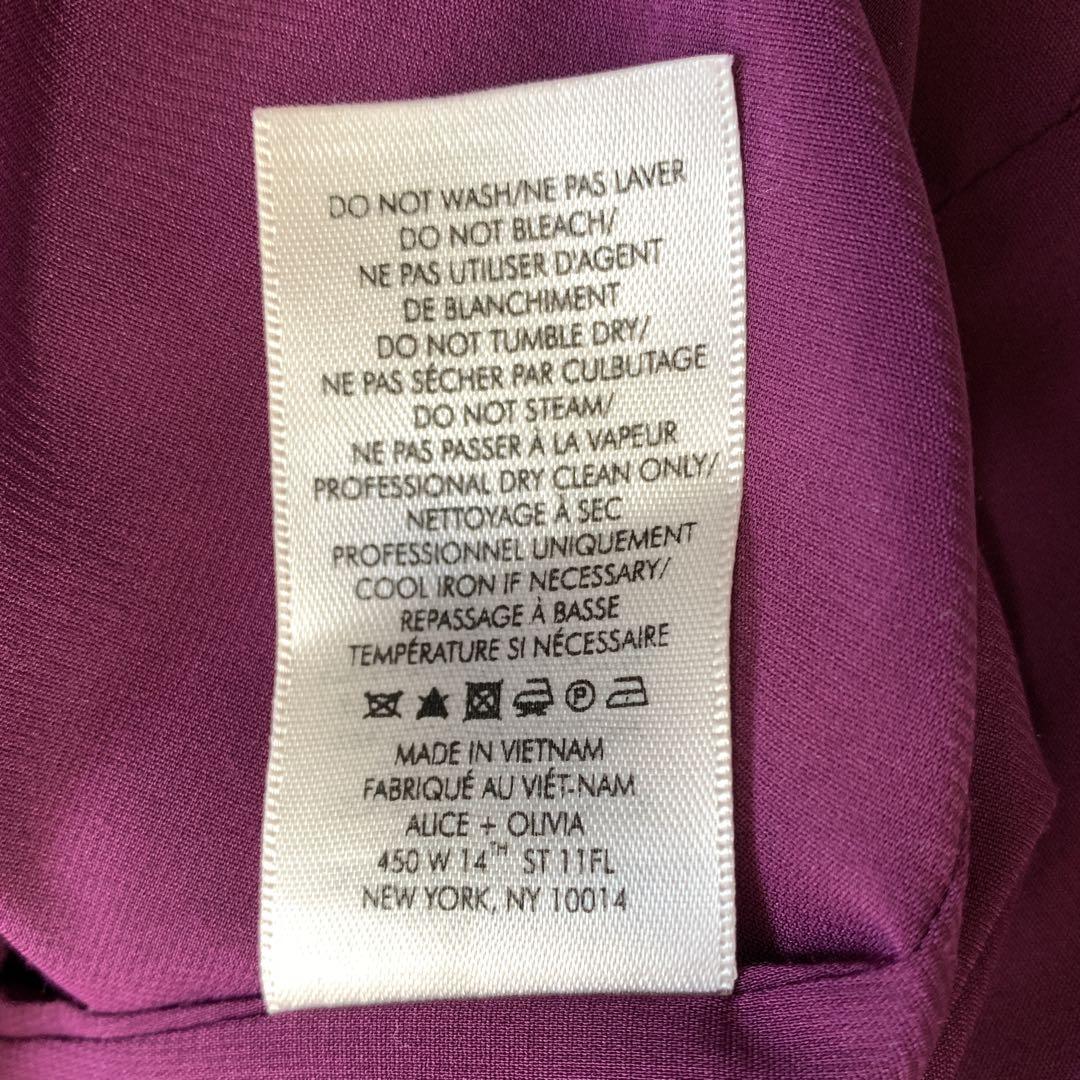 DO NOT WASH/NE PAS LAVER
DO NOT BLEACH/
NE PAS UTILISER D'AGENT
DE BLANCHIMENT
DO NOT TUMBLE DRY/
NE PAS SÉCHER PAR CULBUTAGE
DO NOT STEAM/
NE PAS PASSER À LA VAPEUR
PROFESSIONAL DRY CLEAN ONLY/
NETTOYAGE À SEC
PROFESSIONNEL UNIQUEMENT
COOL IRON IF NECESSARY/
REPASSAGE À BASSE
TEMPÉRATURE SI NÉCESSAIRE
P
MADE IN VIETNAM
FABRIQUÉ AU VIÉT-NAM
ALICE + OLIVIA
450 W 14TH ST 11FL
NEW YORK, NY 10014